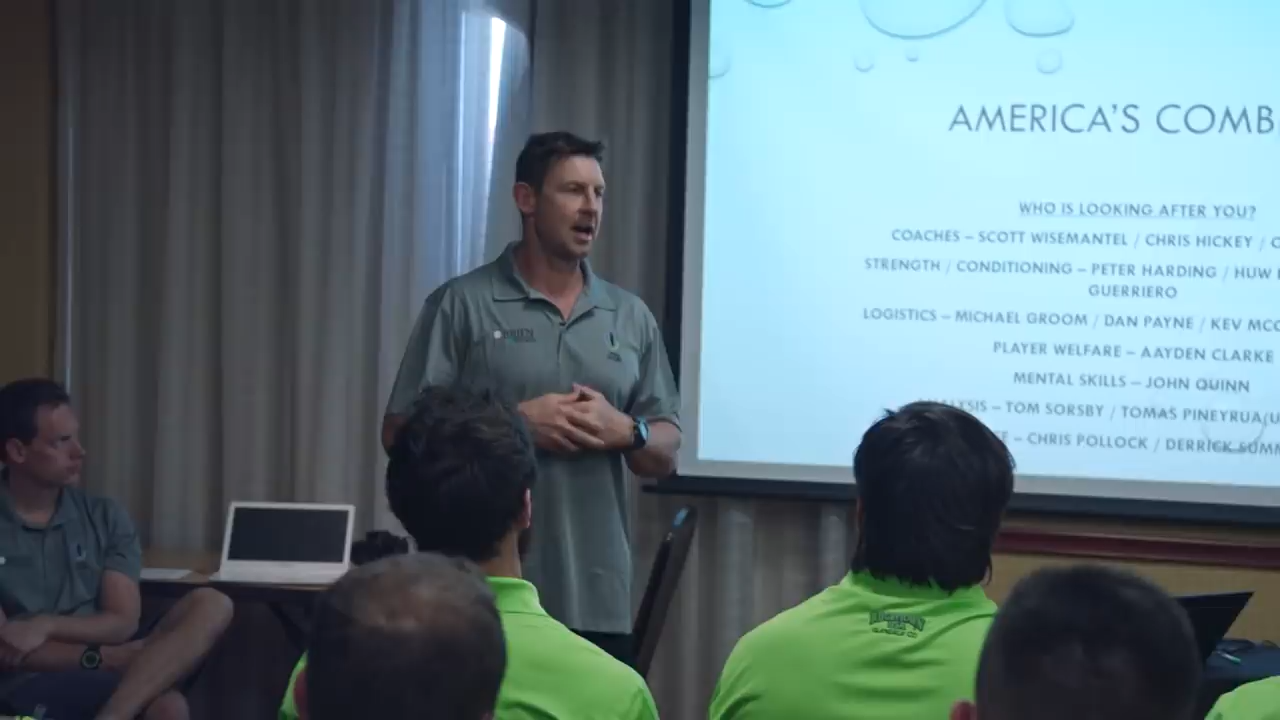 AMERICA'S COMB
WHO IS LOOKING AFTER YOU?
COACHES – SCOTT WISEMANTEL / CHRIS HICKEY /
STRENGTH / CONDITIONING – PETER HARDING / HUW
GUERRIERO
LOGISTICS – MICHAEL GROOM / DAN PAYNE / KEV
PLAYER WELFARE – AAYDEN CLARKE
MENTAL SKILLS – JOHN QUINN
– TOM SORSBY / TOMAS PINEYRUA
– CHRIS POLLOCK / DERRICK